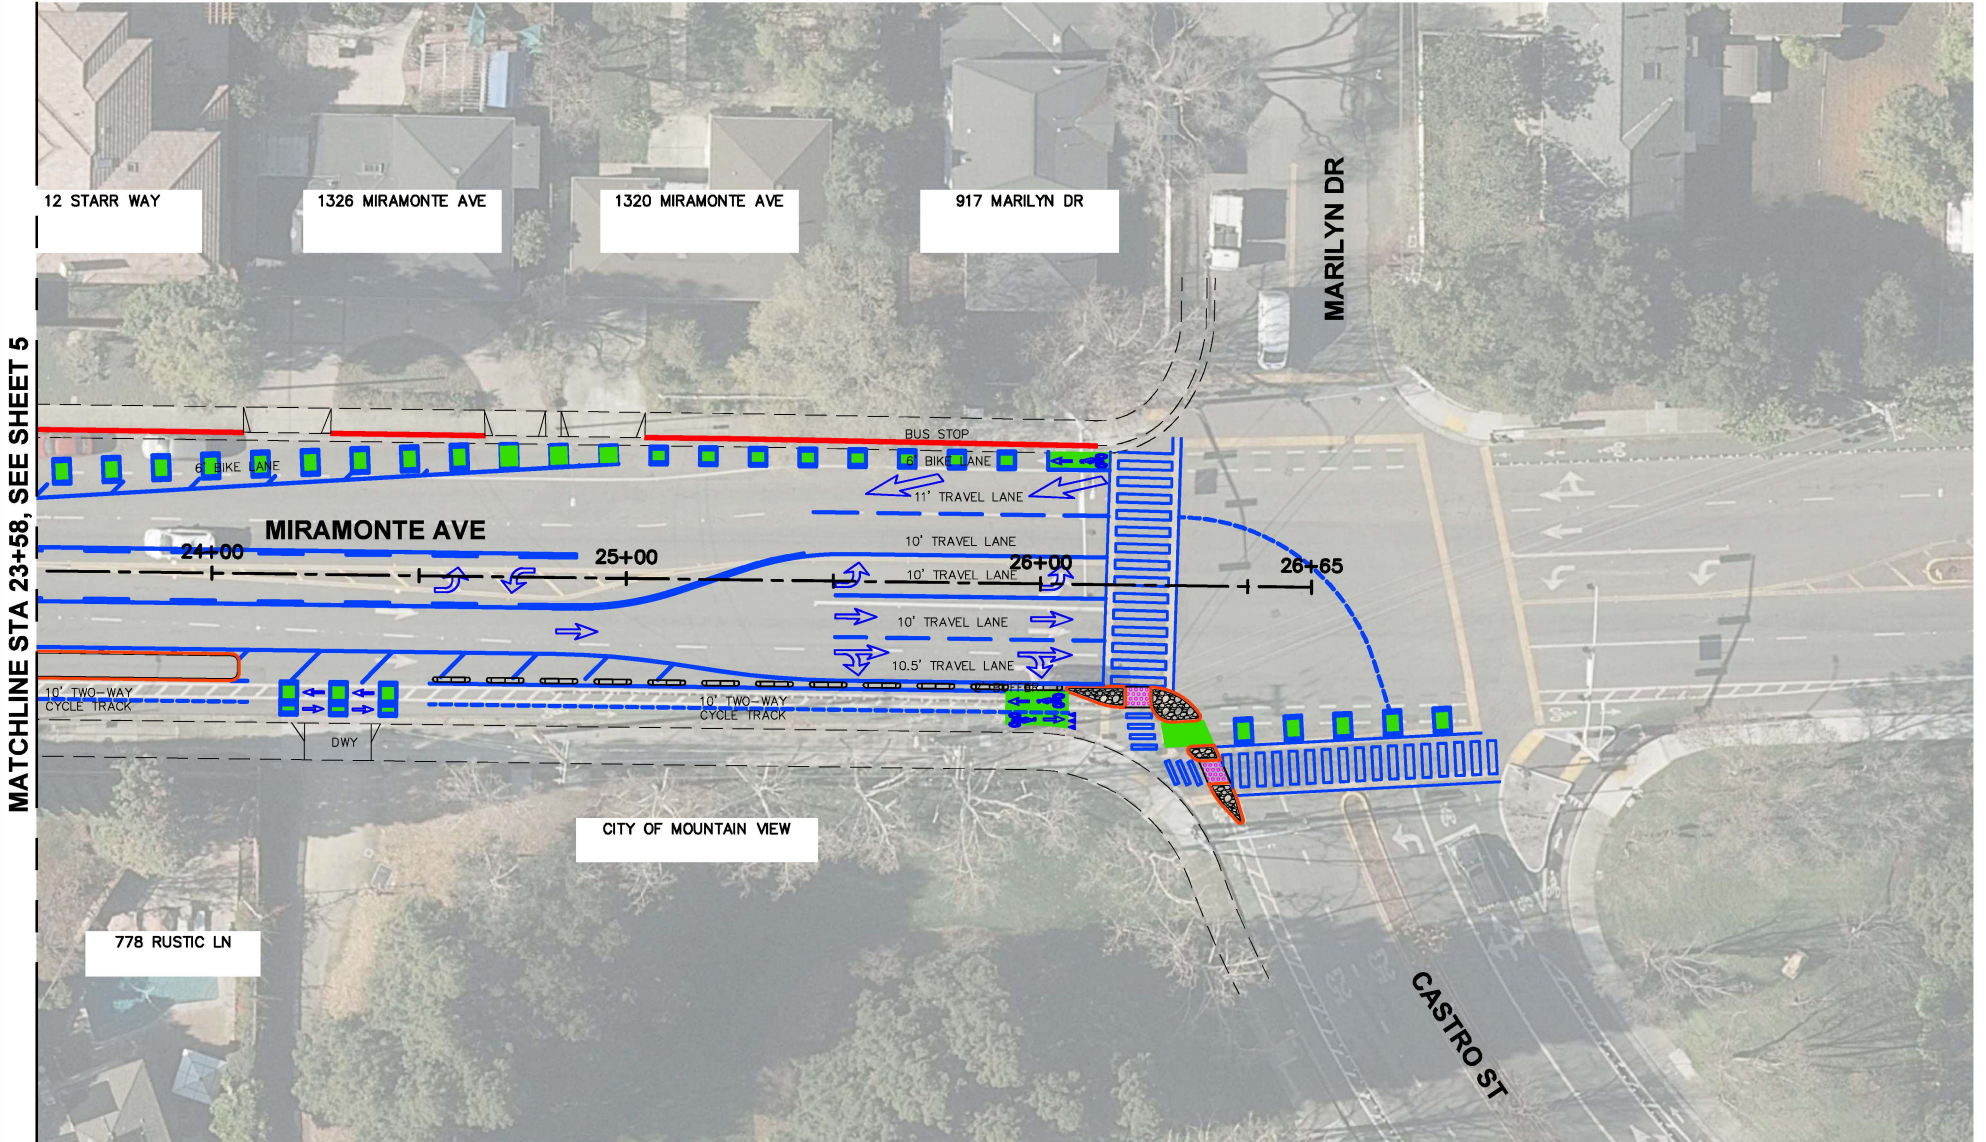 12 STARR WAY
1326 MIRAMONTE AVE
1320 MIRAMONTE AVE
917 MARILYN DR
MARILYN DR
MATCHLINE STA 23+58, SEE SHEET 5
BUS STOP
6' BIKE LANE
6' BIKE LANE
11' TRAVEL LANE
MIRAMONTE AVE
10' TRAVEL LANE
24+00
25+00
26+00
26+65
10' TRAVEL LANE
10' TRAVEL LANE
10.5' TRAVEL LANE
10' TWO-WAY
CYCLE TRACK
10' TWO-WAY
CYCLE TRACK
DWY
CITY OF MOUNTAIN VIEW
778 RUSTIC LN
CASTRO ST